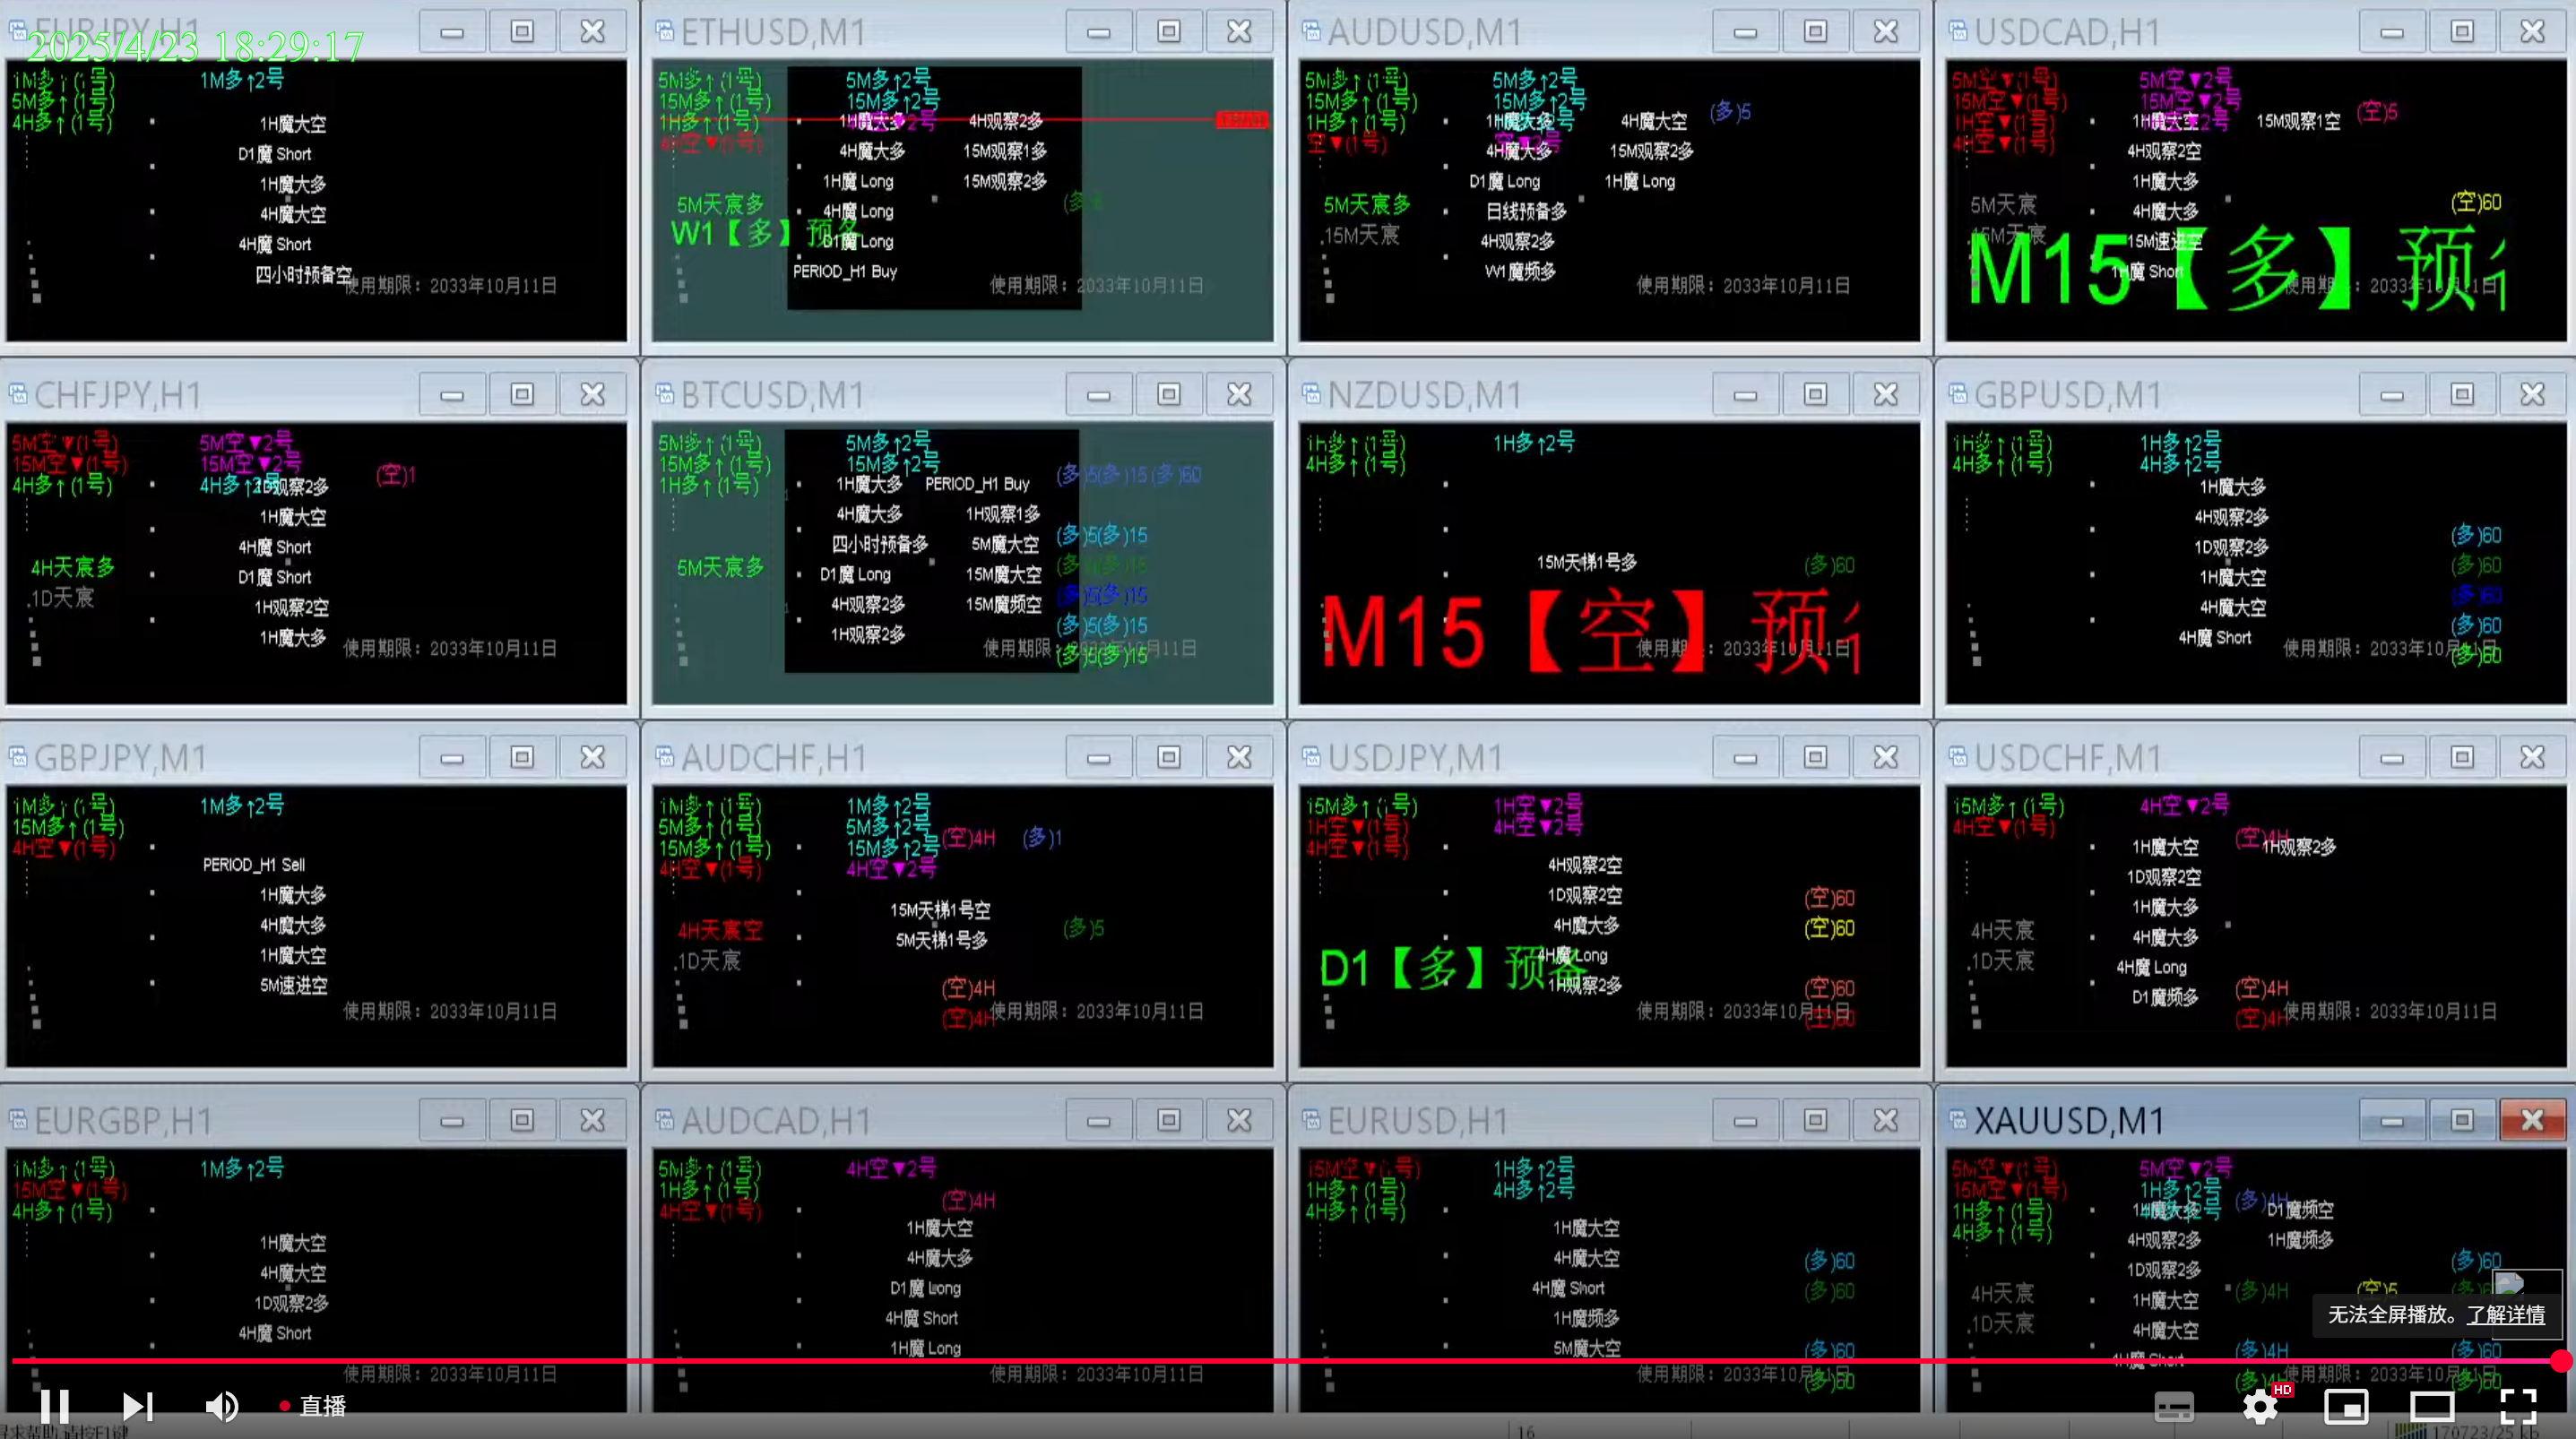 EURJPY,H1
2025/4/23 18:29:17
1M多↑(1号)
1M多↑2号
5M多↑(1号)
4H多↑(1号)
1H魔大空
D1魔 Short
1H魔大多
4H魔大空
4H魔 Short
四小时预备空
使用期限：2033年10月11日
ETHUSD,M1
5M多↑(1号)
5M多↑2号
15M多↑(1号)
15M多↑2号
1H多↑(1号)
1H魔大多
4H观察2多
4H空▼(1号)
4H魔大多
15M观察1多
1H魔 Long
15M观察2多
5M天宸多
4H魔 Long
W1【多】预备
D1魔 Long
PERIOD_H1 Buy
使用期限：2033年10月11日
AUDUSD,M1
5M多↑(1号)
5M多↑2号
15M多↑(1号)
15M多↑2号
(多)5
1H多↑(1号)
1H魔大多
4H魔大空
空▼(1号)
4H魔大多
15M观察2多
D1魔 Long
1H魔 Long
5M天宸多
日线预备多
.15M天宸
4H观察2多
W1魔频多
使用期限：2033年10月11日
USDCAD,H1
5M空▼(1号)
5M空▼2号
15M空▼(1号)
15M空▼2号
(空)5
1H空▼(1号)
1H魔大空
15M观察1空
4H空▼(1号)
4H观察2空
1H魔大多
5M天宸
4H魔大多
(空)60
.15M天宸
15M速进空
M15【多】预
1H魔 Short
使用期限：2033年10月11日
CHFJPY,H1
5M空▼(1号)
5M空▼2号
15M空▼(1号)
15M空▼2号
(空)1
4H多↑(1号)
4H多↑2号
1D观察2多
1H魔大空
4H魔 Short
4H天宸多
D1魔 Short
.1D天宸
1H观察2空
1H魔大多
使用期限：2033年10月11日
BTCUSD,M1
5M多↑(1号)
5M多↑2号
15M多↑(1号)
15M多↑2号
(多)5(多)15(多)60
1H多↑(1号)
1H魔大多
PERIOD_H1 Buy
4H魔大多
1H观察1多
(多)5(多)15
四小时预备多
5M魔大空
(多)5(多)15
5M天宸多
D1魔 Long
15M魔大空
(多)5(多)15
4H观察2多
15M魔频空
(多)5(多)15
1H观察2多
(多)5(多)15
使用期限：2033年10月11日
NZDUSD,M1
1H多↑(1号)
1H多↑2号
4H多↑(1号)
15M天梯1号多
(多)60
M15【空】预
使用期限：2033年10月11日
GBPUSD,M1
1H多↑(1号)
1H多↑2号
4H多↑(1号)
4H多↑2号
1H魔大多
4H观察2多
(多)60
1D观察2多
(多)60
1H魔大空
(多)60
4H魔大空
(多)60
4H魔 Short
(多)60
使用期限：2033年10月11日
GBPJPY,M1
1M多↑(1号)
1M多↑2号
15M多↑(1号)
4H空▼(1号)
PERIOD_H1 Sell
1H魔大多
4H魔大多
1H魔大空
5M速进空
使用期限：2033年10月11日
AUDCHF,H1
1M多↑(1号)
1M多↑2号
5M多↑(1号)
5M多↑2号
(空)4H
(多)1
15M多↑(1号)
15M多↑2号
4H空▼(1号)
4H空▼2号
15M天梯1号空
4H天宸空
5M天梯1号多
(多)5
.1D天宸
(空)4H
(空)4H
使用期限：2033年10月11日
USDJPY,M1
15M多↑(1号)
1H空▼2号
1H空▼(1号)
4H空▼2号
4H空▼(1号)
4H观察2空
1D观察2空
(空)60
4H魔大多
(空)60
D1【多】预备
4H魔 Long
1H观察2多
(空)60
(空)60
使用期限：2033年10月11日
USDCHF,M1
15M多↑(1号)
4H空▼2号
4H空▼(1号)
(空)4H
1H魔大空
1H观察2多
1D观察2空
1H魔大多
4H天宸
4H魔大多
.1D天宸
4H魔 Long
(空)4H
D1魔频多
(空)4H
使用期限：2033年10月11日
EURGBP,H1
1M多↑(1号)
1M多↑2号
15M空▼(1号)
4H多↑(1号)
1H魔大空
4H魔大空
1D观察2多
4H魔 Short
使用期限：2033年10月11日
AUDCAD,H1
5M多↑(1号)
4H空▼2号
1H多↑(1号)
(空)4H
4H空▼(1号)
1H魔大空
4H魔大多
D1魔 Long
4H魔 Short
1H魔 Long
使用期限：2033年10月11日
EURUSD,H1
15M空▼(1号)
1H多↑2号
1H多↑(1号)
4H多↑2号
4H多↑(1号)
1H魔大空
4H魔大空
(多)60
4H魔 Short
(多)60
1H魔频多
5M魔大空
(多)60
(多)60
使用期限：2033年10月11日
XAUUSD,M1
5M空▼(1号)
5M空▼2号
15M空▼(1号)
1H多↑2号
(多)4H
1H多↑(1号)
1H魔大多
D1魔频空
4H多↑(1号)
4H观察2多
1H魔频多
1D观察2多
(多)60
4H天宸
1H魔大空
(多)4H
(空)5
.1D天宸
4H魔大空
无法全屏播放。了解详情
(多)4H
(多)60
4H魔 Short
使用期限：2033年10月11日
直播
HD
16
170723/25 kb